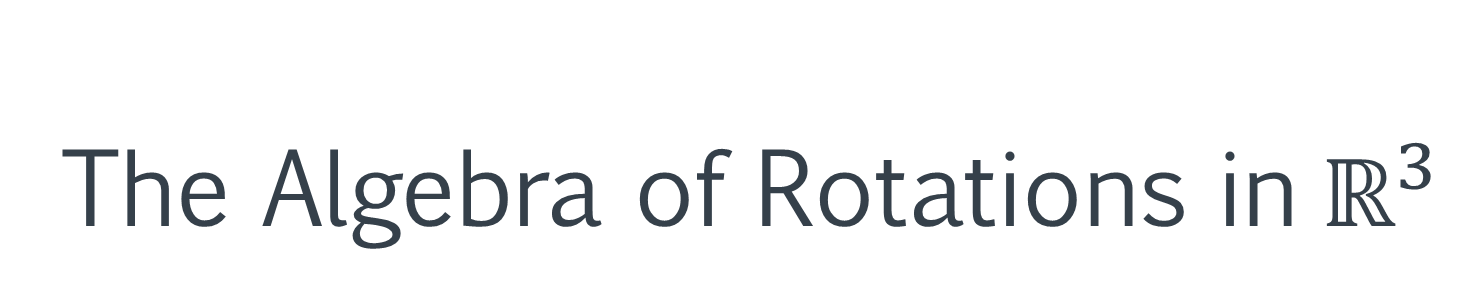 The Algebra of Rotations in ℝ³